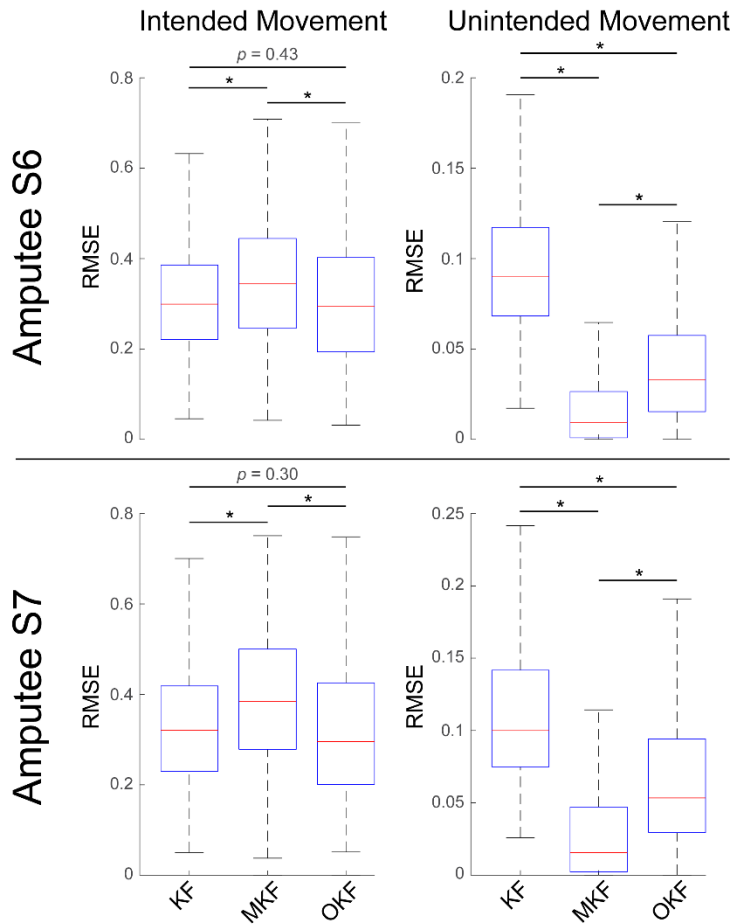 Intended Movement
Unintended Movement
Amputee S6
p = 0.43
*
*
RMSE
0.8
0.6
0.4
0.2
0
*
*
*
RMSE
0.2
0.15
0.1
0.05
0
Amputee S7
p = 0.30
*
*
RMSE
0.8
0.6
0.4
0.2
0
KF
MKF
OKF
*
*
*
RMSE
0.25
0.2
0.15
0.1
0.05
0
KF
MKF
OKF